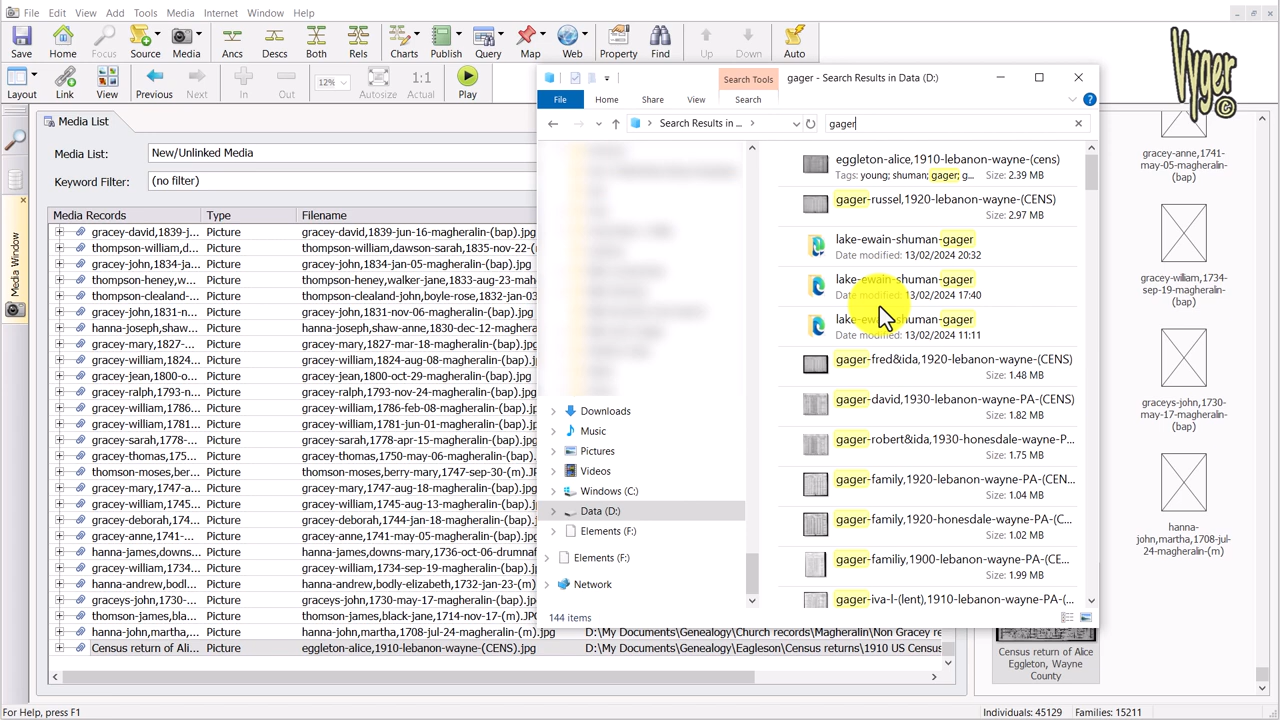 File Edit View Add Tools Media Internet Window Help
Save Home Focus Source Media Ancs Descs Both Rels Charts Publish Query Map Web Property Find Up Down Auto
Layout Link View Previous Next In Out 12% Autosize 1:1 Actual Play
Vyger ©
Media List
Media List: New/Unlinked Media
Keyword Filter: (no filter)
Media Records Type Filename
gracey-david,1839-j... Picture gracey-david,1839-jun-16-magheralin-(bap).jpg
thompson-william,d... Picture thompson-william,dawson-sarah,1835-nov-22-(
gracey-john,1834-ja... Picture gracey-john,1834-jan-05-magheralin-(bap).jpg
thompson-heney,wa... Picture thompson-heney,walker-jane,1833-aug-
thompson-clealand-... Picture thompson-clealand-john,boyle-rose,1832-jan-03-
gracey-john,1831-n... Picture gracey-john,1831-nov-02-magheralin-(bap).jpg
hanna-joseph,shaw... Picture hanna-joseph,shaw-anne,1830-dec-12-magherali
gracey-mary,1827-... Picture gracey-mary,1827-mar-18-magheralin-(bap).jpg
gracey-william,1824... Picture gracey-william,1824-aug-08-magheralin-(bap).jp
gracey-jean,1800-o... Picture gracey-jean,1800-oct-29-magheralin-(bap).jpg
gracey-ralph,1793-n... Picture gracey-ralph,1793-nov-24-magheralin-(bap).jpg
gracey-william,1786... Picture gracey-william,1786-feb-08-magheralin-(bap).jpg
gracey-william,1781... Picture gracey-william,1781-jun-01-magheralin-(bap).jpg
gracey-sarah,1778-... Picture gracey-sarah,1778-apr-15-magheralin-(bap).jpg
gracey-thomas,175... Picture gracey-thomas,1750-may-06-magheralin-(bap).jp
thomson-moses,ber... Picture thomson-moses,berry-mary,1747-sep-30-(m).JP
gracey-mary,1747-a... Picture gracey-mary,1747-aug-18-magheralin-(bap).jpg
gracey-william,1745... Picture gracey-william,1745-aug-13-magheralin-(bap).jpg
gracey-deborah,174... Picture gracey-deborah,1744-jan-18-magheralin-(bap).jp
gracey-anne,1741-... Picture gracey-anne,1741-may-05-magheralin-(bap).jpg
hanna-james,downs... Picture hanna-james,downs-mary,1736-oct-06-drumnaf
gracey-william,1734... Picture gracey-william,1734-sep-19-magheralin-(bap).jpg
hanna-andrew,bodl... Picture hanna-andrew,bodly-elizabeth,1732-jan-23-(m).
graceys-john,1730-... Picture graceys-john,1730-may-17-magheralin-(bap).jpg
thomson-james,bla... Picture thomson-james,black-jane,1714-nov-17-(m).jpg
hanna-john,martha,... Picture hanna-john,martha,1708-jul-24-magheralin-(m).jpg D:\My Documents\Genealogy\Church records\Magheralin\Non Gracey re
Census return of Ali... Picture eggleton-alice,1910-lebanon-wayne-(CENS).jpg D:\My Documents\Genealogy\Eagleson\Census returns\1910 US Census
Media Window
Search Tools
gager - Search Results in Data (D:)
File Home Share View Search
Search Results in ... gager
Downloads
Music
Pictures
Videos
Windows (C:)
Data (D:)
Elements (F:)
Elements (F:)
Network
eggleton-alice,1910-lebanon-wayne-(cens)
Tags: young; shuman; gager; g... Size: 2.39 MB
gager-russel,1920-lebanon-wayne-(CENS)
Size: 2.97 MB
lake-ewain-shuman-gager
Date modified: 13/02/2024 20:32
lake-ewain-shuman-gager
Date modified: 13/02/2024 17:40
lake-ewain-shuman-gager
Date modified: 13/02/2024 11:11
gager-fred&ida,1920-lebanon-wayne-(CENS)
Size: 1.48 MB
gager-david,1930-lebanon-wayne-PA-(CENS)
Size: 1.82 MB
gager-robert&ida,1930-honesdale-wayne-P...
Size: 1.75 MB
gager-family,1920-lebanon-wayne-PA-(CEN...
Size: 1.04 MB
gager-family,1920-honesdale-wayne-PA-(C...
Size: 1.02 MB
gager-familiy,1900-lebanon-wayne-PA-(CE...
Size: 1.99 MB
gager-iva-l-(lent),1910-lebanon-wayne-PA-(...
144 items
gracey-anne,1741-
may-05-magheralin-
(bap)
gracey-william,1734-
sep-19-magheralin-
(bap)
graceys-john,1730-
may-17-magheralin-
(bap)
hanna-
john,martha,1708-jul-
24-magheralin-(m)
Census return of Alice
Eggleton, Wayne
County
For Help, press F1
Individuals: 45129 Families: 15211